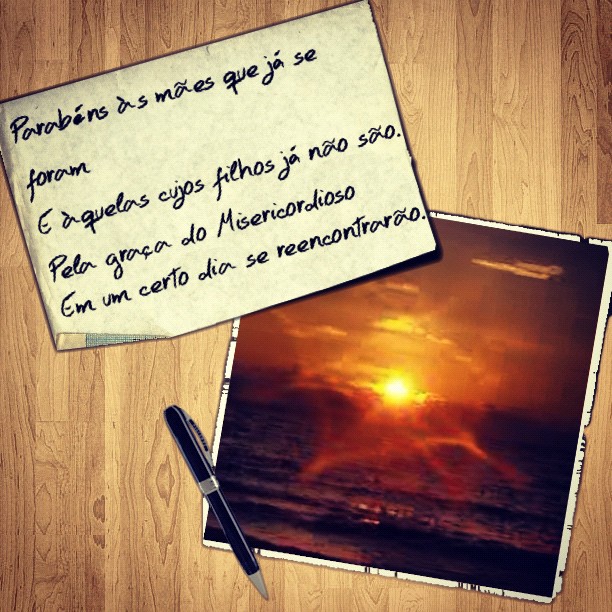 Parabéns às mães que já se
foram
E àquelas cujos filhos já não são.
Pela graça do Misericordioso
Em um certo dia se reencontrarão.